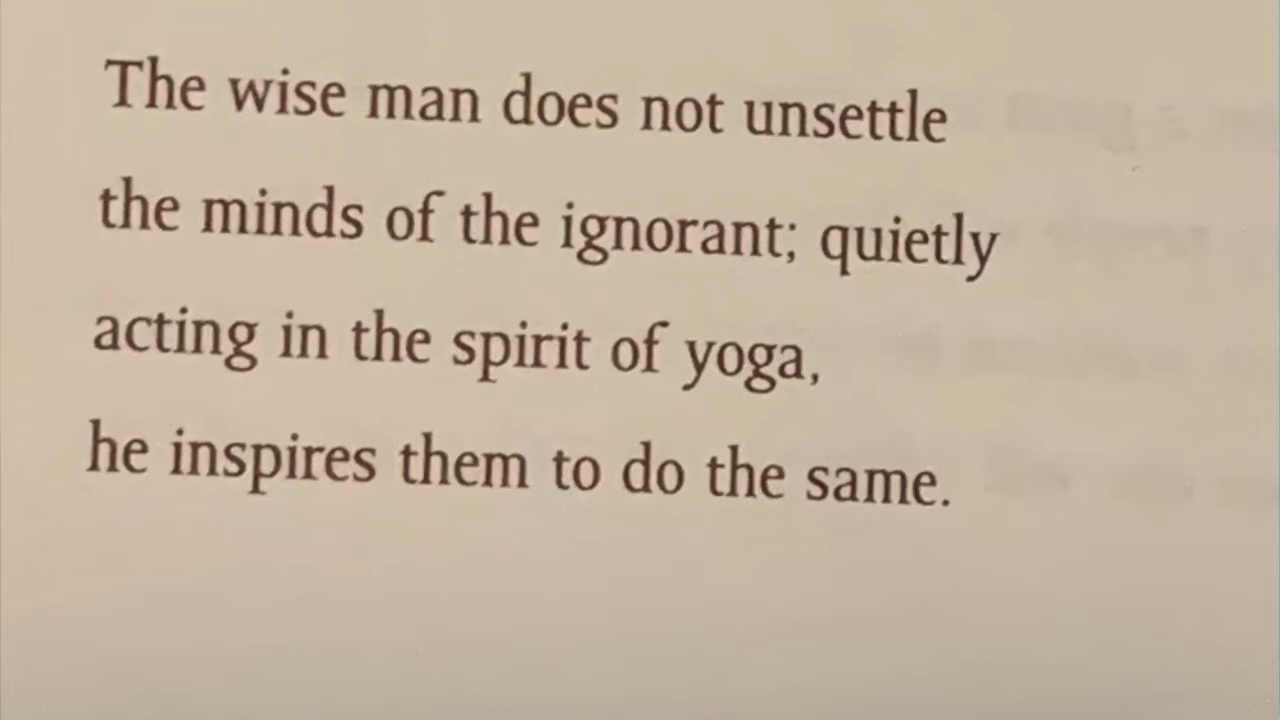 The wise man does not unsettle
the minds of the ignorant; quietly
acting in the spirit of yoga,
he inspires them to do the same.